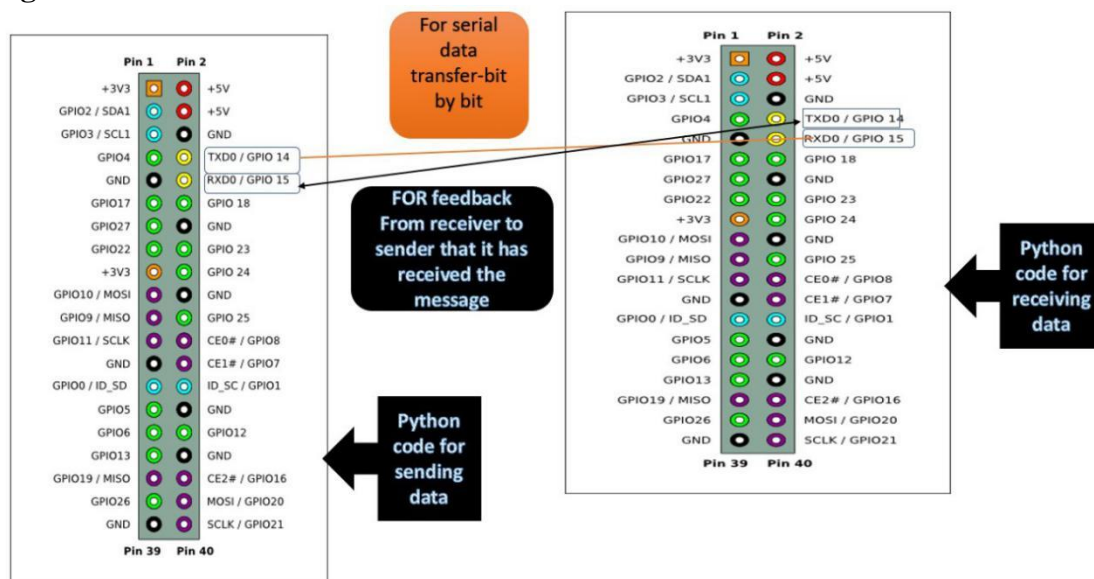 Pin 1 Pin 2
+3V3 +5V
GPIO2 / SDA1 +5V
GPIO3 / SCL1 GND
GPIO4 TXD0 / GPIO 14
GND RXD0 / GPIO 15
GPIO17 GPIO 18
GPIO27 GND
GPIO22 GPIO 23
+3V3 GPIO 24
GPIO10 / MOSI GND
GPIO9 / MISO GPIO 25
GPIO11 / SCLK CE0# / GPIO8
GND CE1# / GPIO7
GPIO0 / ID_SD ID_SC / GPIO1
GPIO5 GND
GPIO6 GPIO12
GPIO13 GND
GPIO19 / MISO CE2# / GPIO16
GPIO26 MOSI / GPIO20
GND SCLK / GPIO21
Pin 39 Pin 40
For serial
data
transfer-bit
by bit
FOR feedback
From receiver to
sender that it has
received the
message
Python
code for
sending
data
Pin 1 Pin 2
+3V3 +5V
GPIO2 / SDA1 +5V
GPIO3 / SCL1 GND
GPIO4 TXD0 / GPIO 14
GND RXD0 / GPIO 15
GPIO17 GPIO 18
GPIO27 GND
GPIO22 GPIO 23
+3V3 GPIO 24
GPIO10 / MOSI GND
GPIO9 / MISO GPIO 25
GPIO11 / SCLK CE0# / GPIO8
GND CE1# / GPIO7
GPIO0 / ID_SD ID_SC / GPIO1
GPIO5 GND
GPIO6 GPIO12
GPIO13 GND
GPIO19 / MISO CE2# / GPIO16
GPIO26 MOSI / GPIO20
GND SCLK / GPIO21
Pin 39 Pin 40
Python
code for
receiving
data